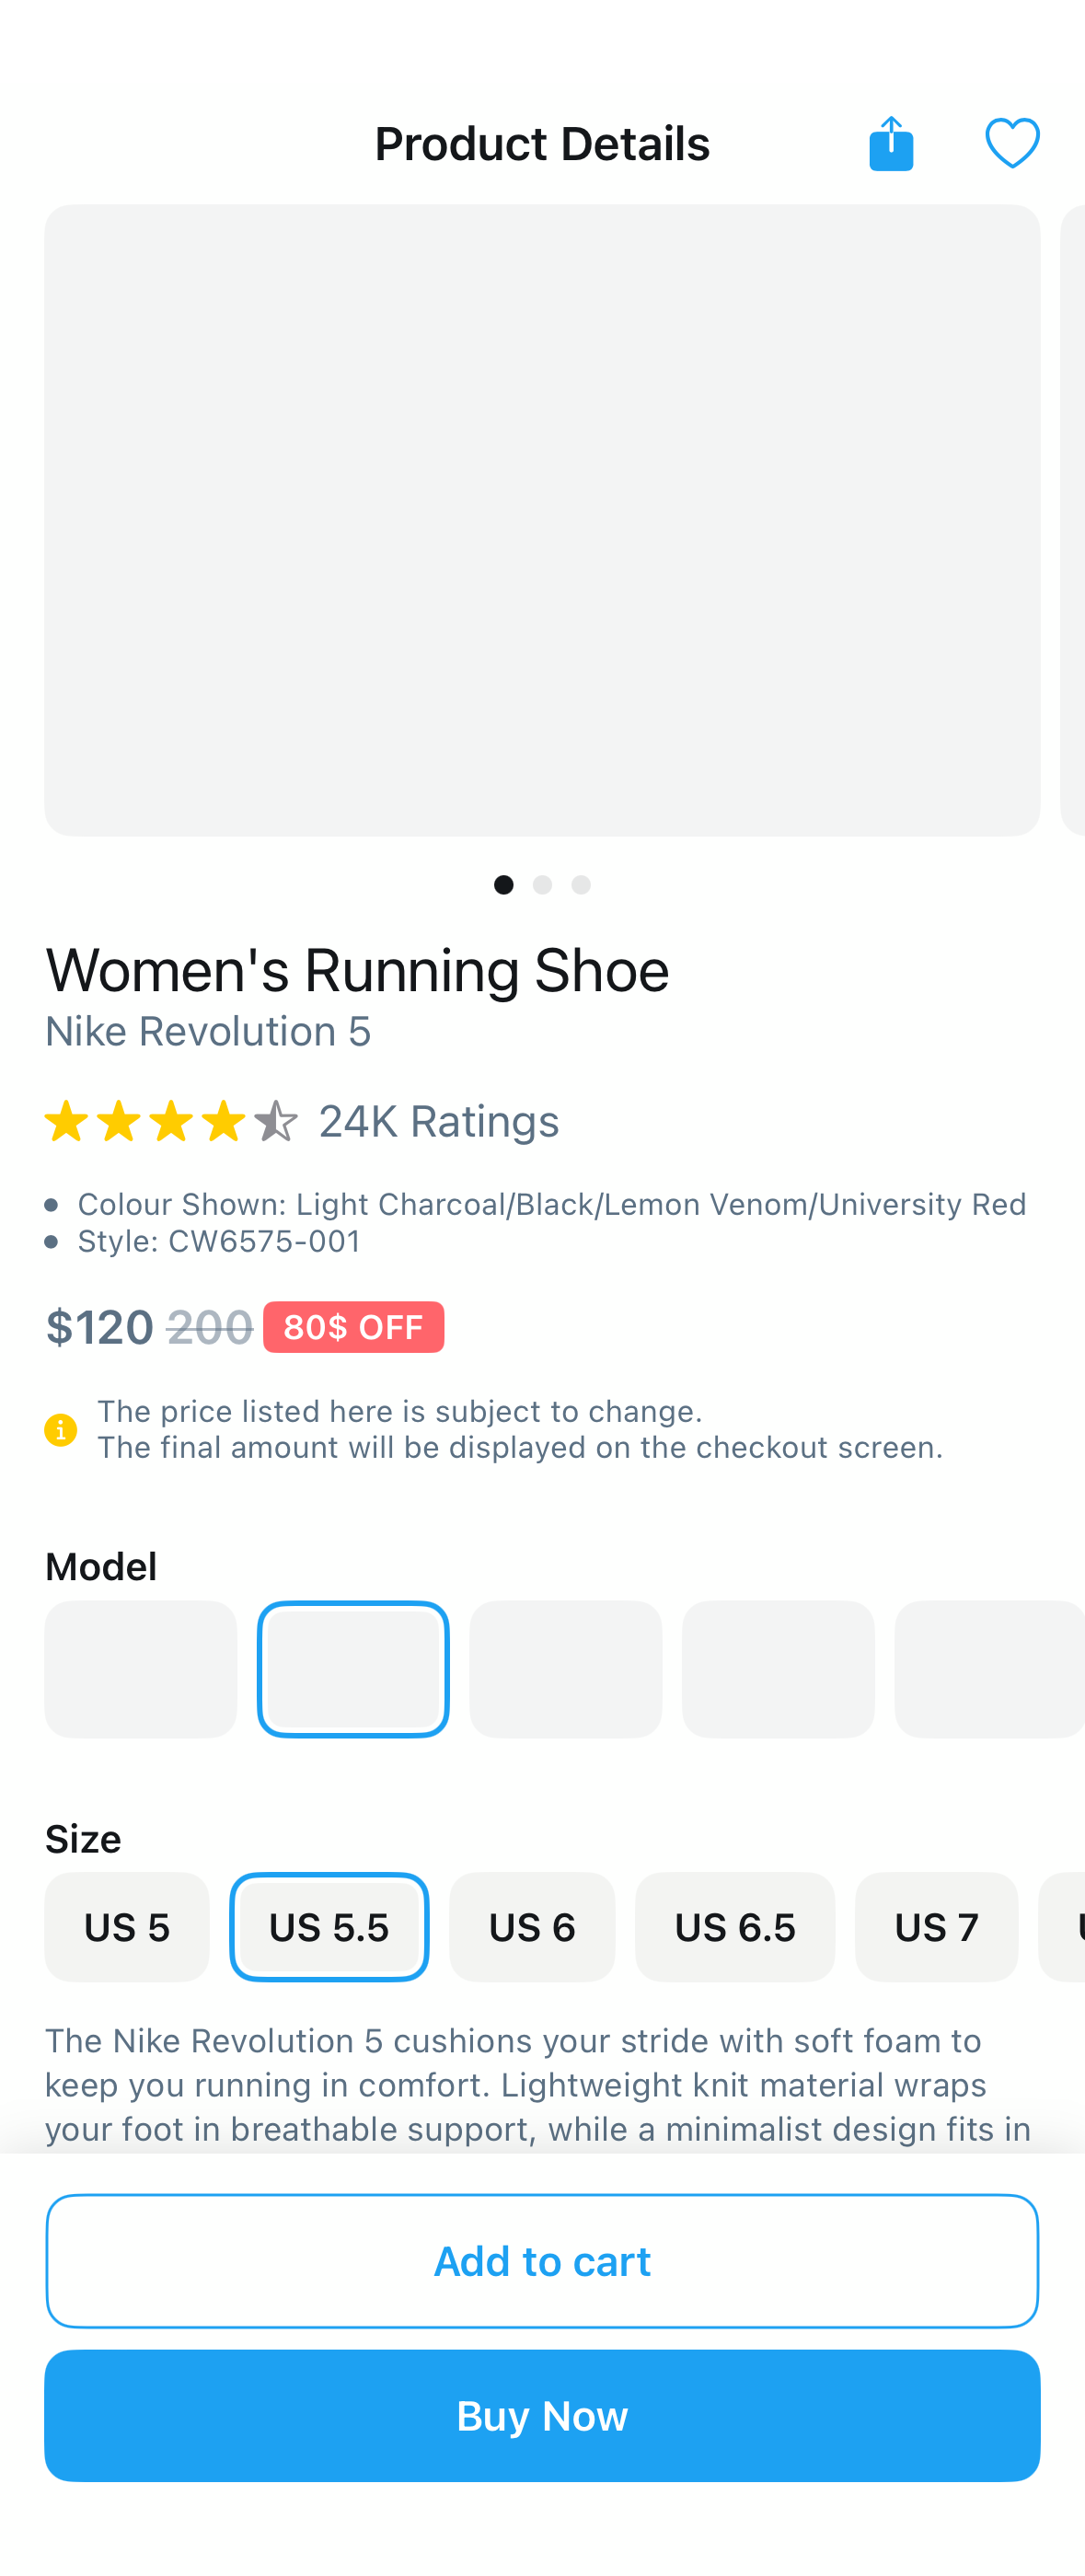 Product Details
Women's Running Shoe
Nike Revolution 5
24K Ratings
Colour Shown: Light Charcoal/Black/Lemon Venom/University Red
Style: CW6575-001
$120 200 80$ OFF
The price listed here is subject to change.
The final amount will be displayed on the checkout screen.
Model
Size
US 5 US 5.5 US 6 US 6.5 US 7
The Nike Revolution 5 cushions your stride with soft foam to
keep you running in comfort. Lightweight knit material wraps
your foot in breathable support, while a minimalist design fits in
Add to cart
Buy Now